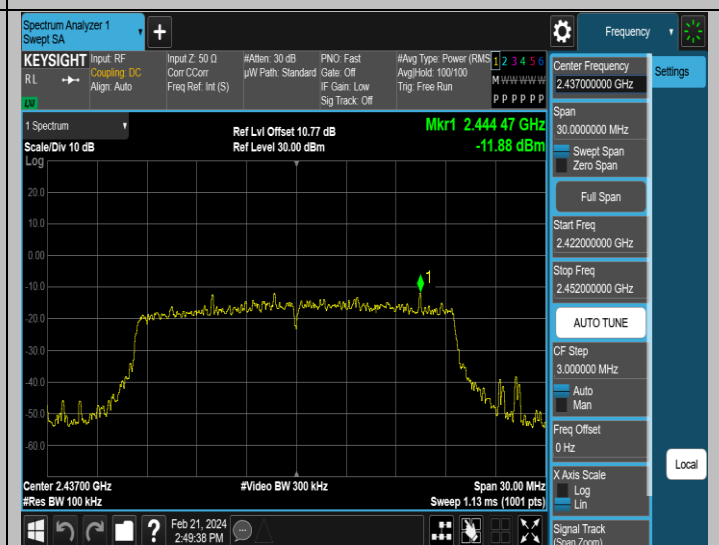 Spectrum Analyzer 1
Swept SA
+
Frequency
KEYSIGHT
RL
LXI
Input: RF
Coupling: DC
Align: Auto
Input Z: 50 Ω
Corr CCorr
Freq Ref: Int (S)
#Atten: 30 dB
µW Path: Standard
PNO: Fast
Gate: Off
IF Gain: Low
Sig Track: Off
#Avg Type: Power (RMS
Avg|Hold: 100/100
Trig: Free Run
1 2 3 4 5 6
M W W W W W
P P P P P P
Center Frequency
2.437000000 GHz
Settings
Span
30.0000000 MHz
Swept Span
Zero Span
Full Span
Start Freq
2.422000000 GHz
Stop Freq
2.452000000 GHz
AUTO TUNE
CF Step
3.000000 MHz
Auto
Man
Freq Offset
0 Hz
X Axis Scale
Log
Lin
Signal Track
(Span Zoom)
Local
1 Spectrum
Scale/Div 10 dB
Log
Ref Lvl Offset 10.77 dB
Ref Level 30.00 dBm
Mkr1 2.444 47 GHz
-11.88 dBm
20.0
10.0
0.00
-10.0
-20.0
-30.0
-40.0
-50.0
-60.0
1
Center 2.43700 GHz
#Res BW 100 kHz
#Video BW 300 kHz
Span 30.00 MHz
Sweep 1.13 ms (1001 pts)
?
Feb 21, 2024
2:49:38 PM